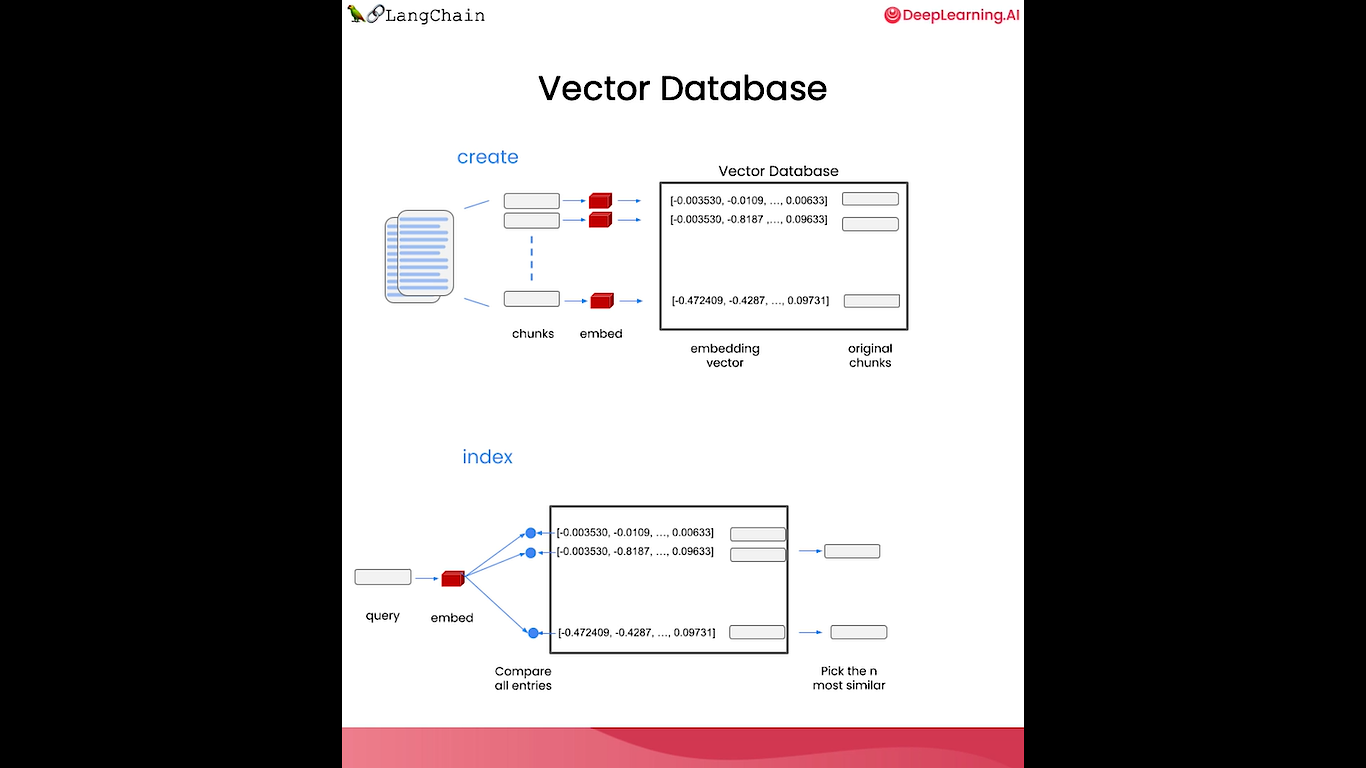 LangChain
DeepLearning.AI
Vector Database
create
Vector Database
[-0.003530, -0.0109, ..., 0.00633]
[-0.003530, -0.8187 ,..., 0.09633]
[-0.472409, -0.4287, ..., 0.09731]
chunks
embed
embedding
vector
original
chunks
index
[-0.003530, -0.0109, ..., 0.00633]
[-0.003530, -0.8187, ..., 0.09633]
[-0.472409, -0.4287, ..., 0.09731]
query
embed
Compare
all entries
Pick the n
most similar